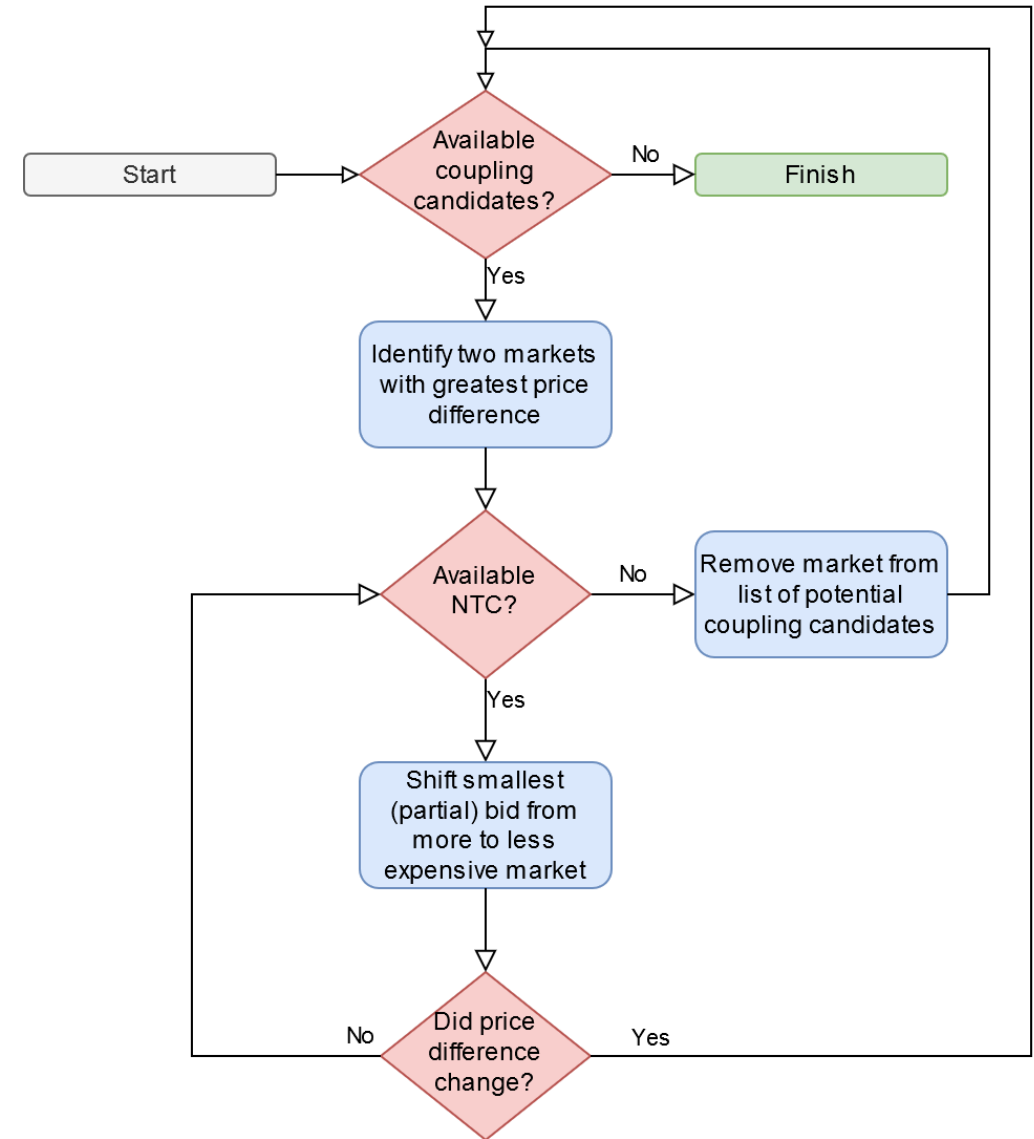 Start
Available
coupling
candidates?
No
Finish
Yes
Identify two markets
with greatest price
difference
Available
NTC?
No
Remove market from
list of potential
coupling candidates
Yes
Shift smallest
(partial) bid from
more to less
expensive market
No
Did price
difference
change?
Yes